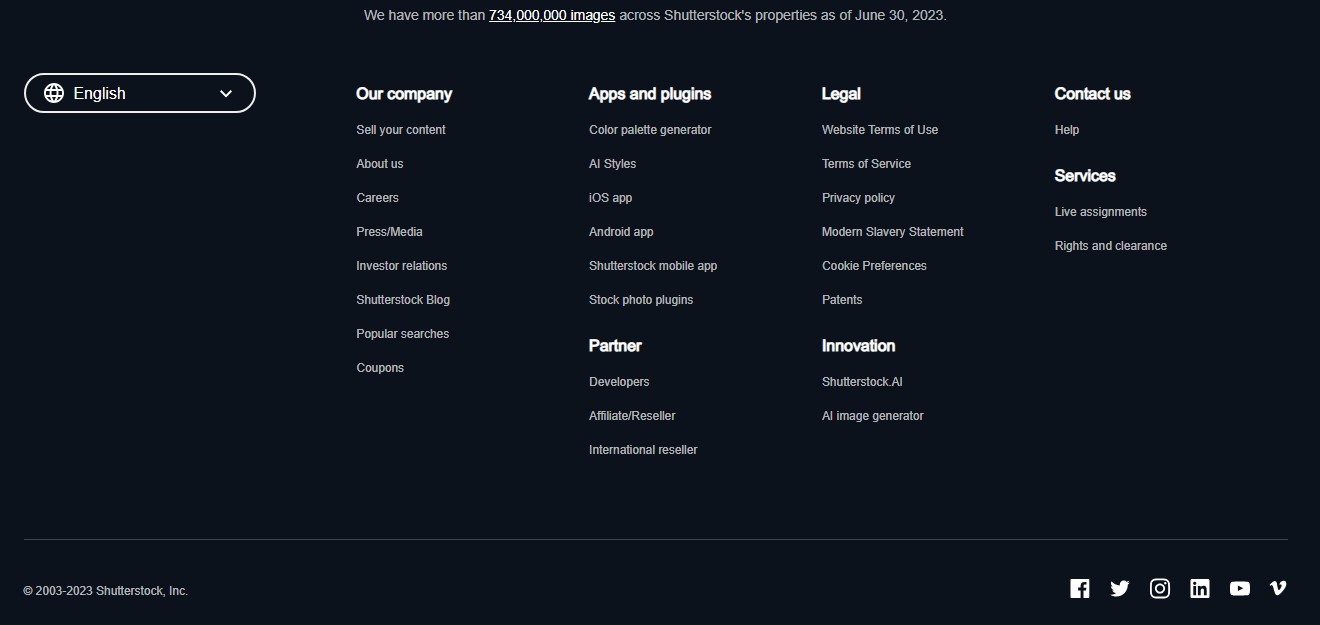 We have more than 734,000,000 images across Shutterstock's properties as of June 30, 2023.
English
Our company
Sell your content
About us
Careers
Press/Media
Investor relations
Shutterstock Blog
Popular searches
Coupons
Apps and plugins
Color palette generator
AI Styles
iOS app
Android app
Shutterstock mobile app
Stock photo plugins
Partner
Developers
Affiliate/Reseller
International reseller
Legal
Website Terms of Use
Terms of Service
Privacy policy
Modern Slavery Statement
Cookie Preferences
Patents
Innovation
Shutterstock.AI
AI image generator
Contact us
Help
Services
Live assignments
Rights and clearance
© 2003-2023 Shutterstock, Inc.